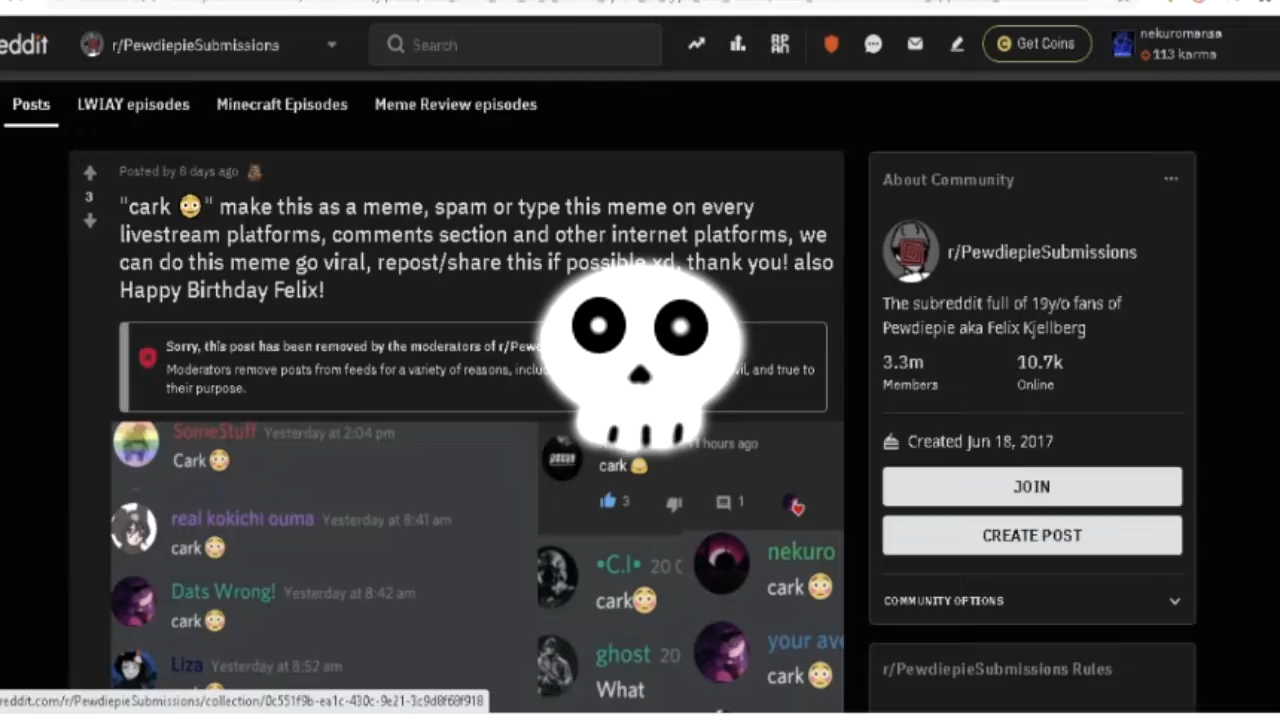 eddit
r/PewdiepieSubmissions
Search
Get Coins
nekuromansa
113 karma
Posts
LWIAY episodes
Minecraft Episodes
Meme Review episodes
Posted by 8 days ago
3
"cark 😳" make this as a meme, spam or type this meme on every
livestream platforms, comments section and other internet platforms, we
can do this meme go viral, repost/share this if possible xd, thank you! also
Happy Birthday Felix!
Sorry, this post has been removed by the moderators of r/Pewd
Moderators remove posts from feeds for a variety of reasons, inclu
vil, and true to
their purpose.
SomeStuff Yesterday at 2:04 pm
Cark😳
real kokichi ouma Yesterday at 8:41 am
cark😳
Dats Wrong! Yesterday at 8:42 am
cark😳
Liza Yesterday at 8:52 am
hours ago
cark
3
1
•C.I• 20
cark😳
ghost 20
What
nekuro
cark 😳
your ave
cark 😳
About Community
r/PewdiepieSubmissions
The subreddit full of 19y/o fans of
Pewdiepie aka Felix Kjellberg
3.3m
Members
10.7k
Online
Created Jun 18, 2017
JOIN
CREATE POST
COMMUNITY OPTIONS
r/PewdiepieSubmissions Rules
reddit.com/r/PewdiepieSubmissions/collection/0c551f9b-ea1c-430c-9e21-3c9d8f68f918